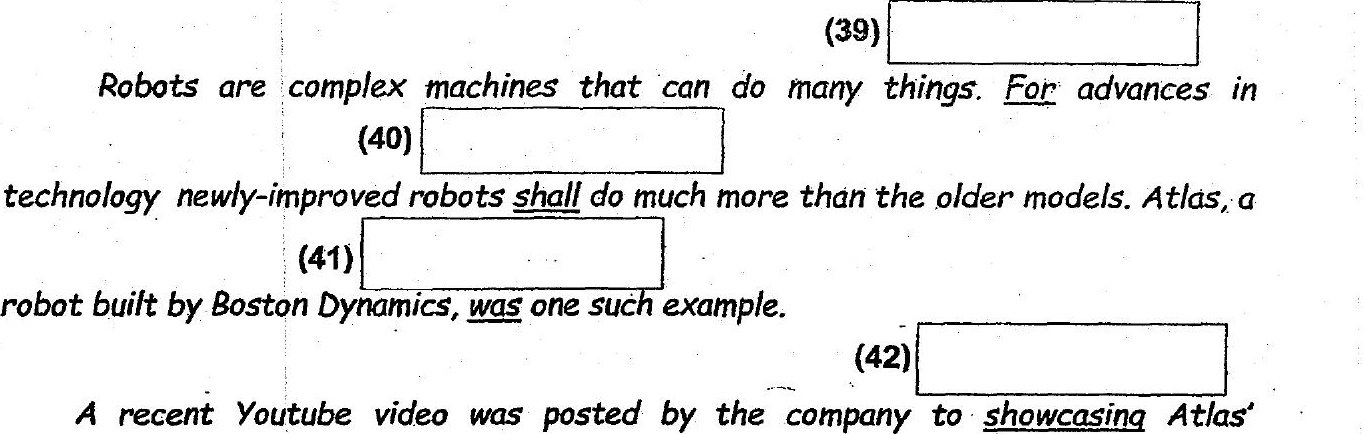 (39)
Robots are complex machines that can do many things. For advances in
(40)
technology newly-improved robots shall do much more than the older models. Atlas, a
(41)
robot built by Boston Dynamics, was one such example.
(42)
A recent Youtube video was posted by the company to showcasing Atlas'